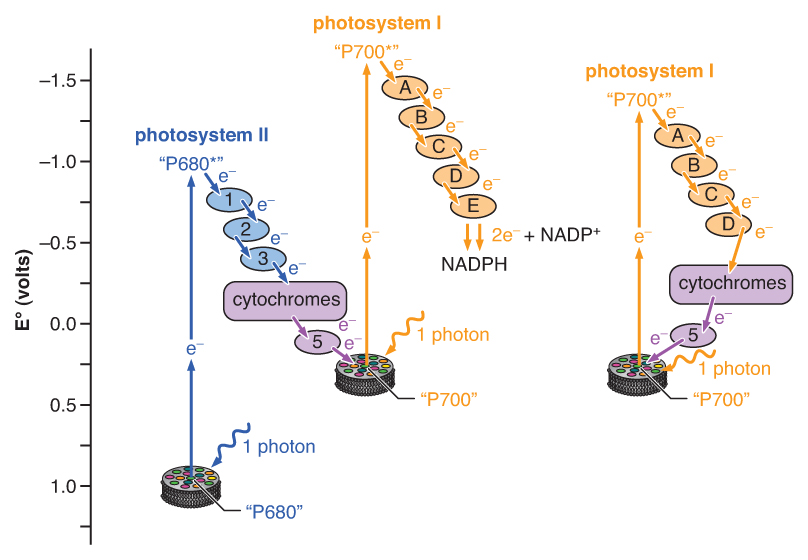 E° (volts)
–1.5
–1.0
–0.5
0.0
0.5
1.0
photosystem II
“P680*”
e–
1
e–
2
e–
3
e–
cytochromes
e–
5
e–
e–
1 photon
“P680”
photosystem I
“P700*”
e–
A
e–
B
e–
C
e–
D
e–
E
2e– + NADP+
NADPH
e–
1 photon
“P700”
photosystem I
“P700*”
e–
A
e–
B
e–
C
e–
D
e–
cytochromes
e–
5
e–
e–
1 photon
“P700”